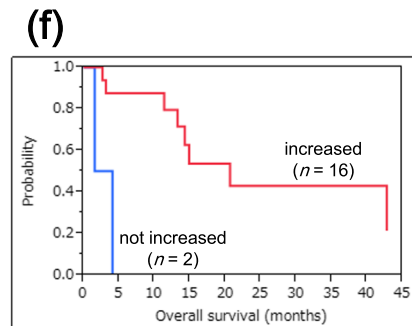 (f)
1.0
0.8
0.6
0.4
0.2
0.0
Probability
increased
(n = 16)
not increased
(n = 2)
0 5 10 15 20 25 30 35 40 45
Overall survival (months)